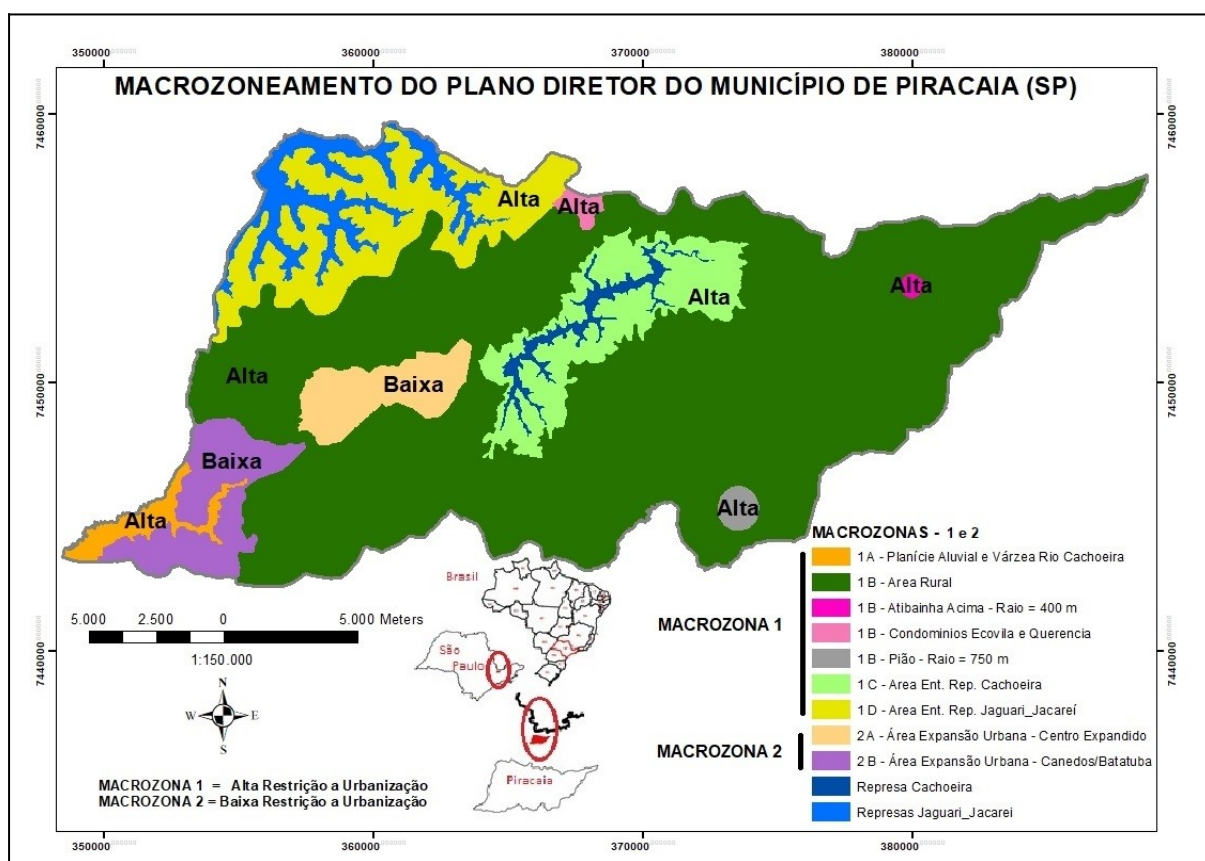 350000
360000
370000
380000
MACROZONEAMENTO DO PLANO DIRETOR DO MUNICÍPIO DE PIRACAIA (SP)
7460000
7460000
Alta
Alta
Alta
Alta
Alta
Baixa
7450000
7450000
Baixa
Alta
Alta
MACROZONAS - 1 e 2
1 A - Planície Aluvial e Várzea Rio Cachoeira
1 B - Area Rural
1 B - Atibainha Acima - Raio = 400 m
1 B - Condominios Ecovila e Querencia
1 B - Pião - Raio = 750 m
1 C - Area Ent. Rep. Cachoeira
1 D - Area Ent. Rep. Jaguari_Jacareí
2 A - Área Expansão Urbana - Centro Expandido
2 B - Área Expansão Urbana - Canedos/Batatuba
Represa Cachoeira
Represas Jaguari_Jacarei
MACROZONA 1
MACROZONA 2
Brasil
São
Paulo
Piracaia
5.000 2.500 0 5.000 Meters
1:150.000
N
W E
S
7440000
7440000
MACROZONA 1 = Alta Restrição a Urbanização
MACROZONA 2 = Baixa Restrição a Urbanização
350000
360000
370000
380000